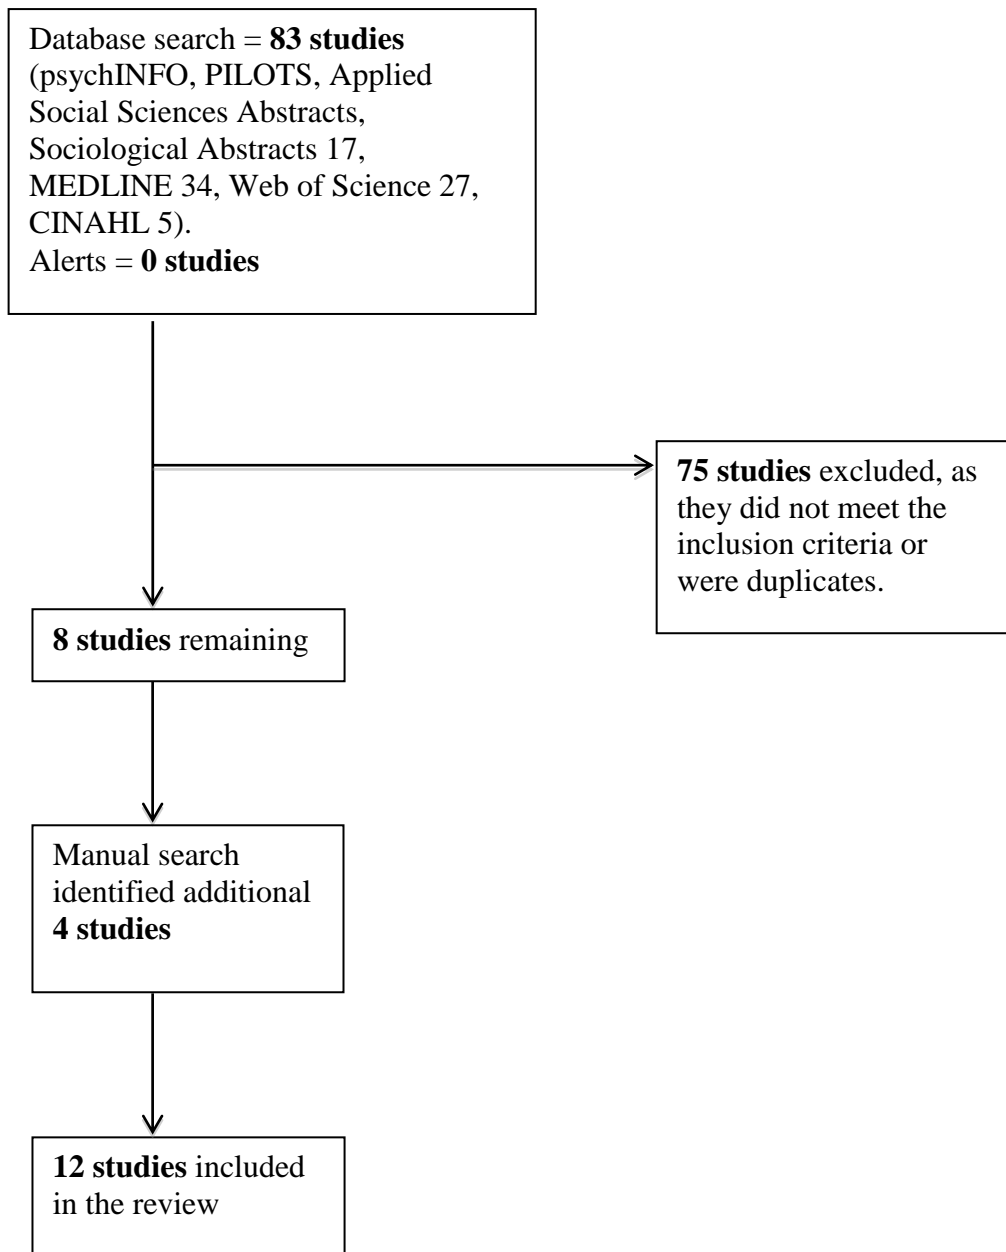 Database search = 83 studies
(psychINFO, PILOTS, Applied
Social Sciences Abstracts,
Sociological Abstracts 17,
MEDLINE 34, Web of Science 27,
CINAHL 5).
Alerts = 0 studies
75 studies excluded, as
they did not meet the
inclusion criteria or
were duplicates.
8 studies remaining
Manual search
identified additional
4 studies
12 studies included
in the review